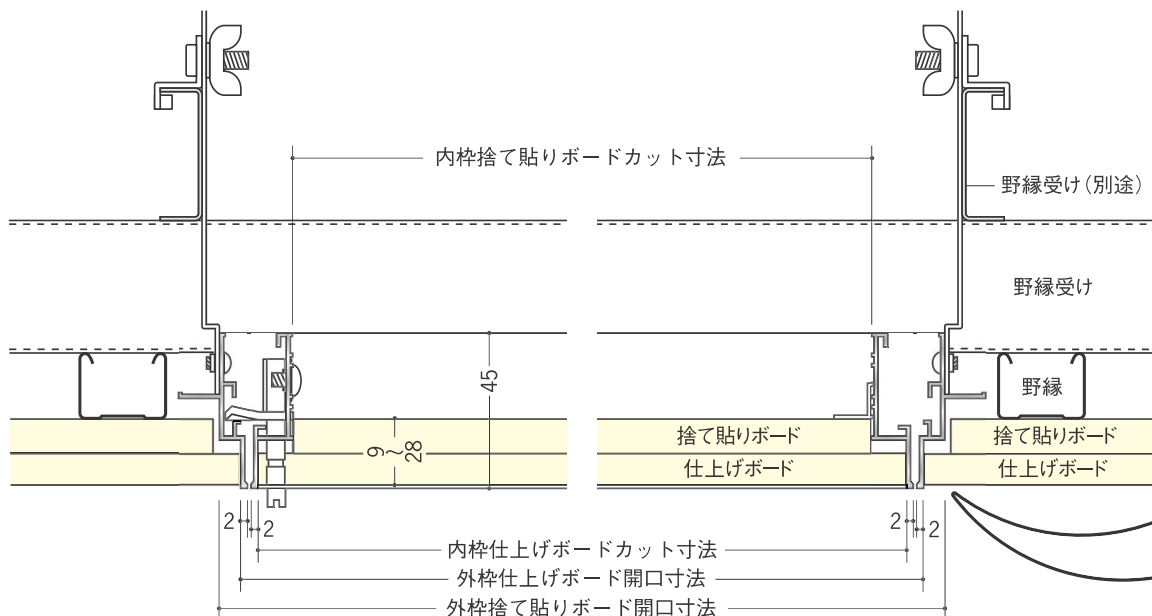 内枠捨て貼りボードカット寸法
野縁受け（別途）
野縁受け
45
野縁
9〜28
捨て貼りボード
捨て貼りボード
仕上げボード
仕上げボード
2
2
2
2
内枠仕上げボードカット寸法
外枠仕上げボード開口寸法
外枠捨て貼りボード開口寸法